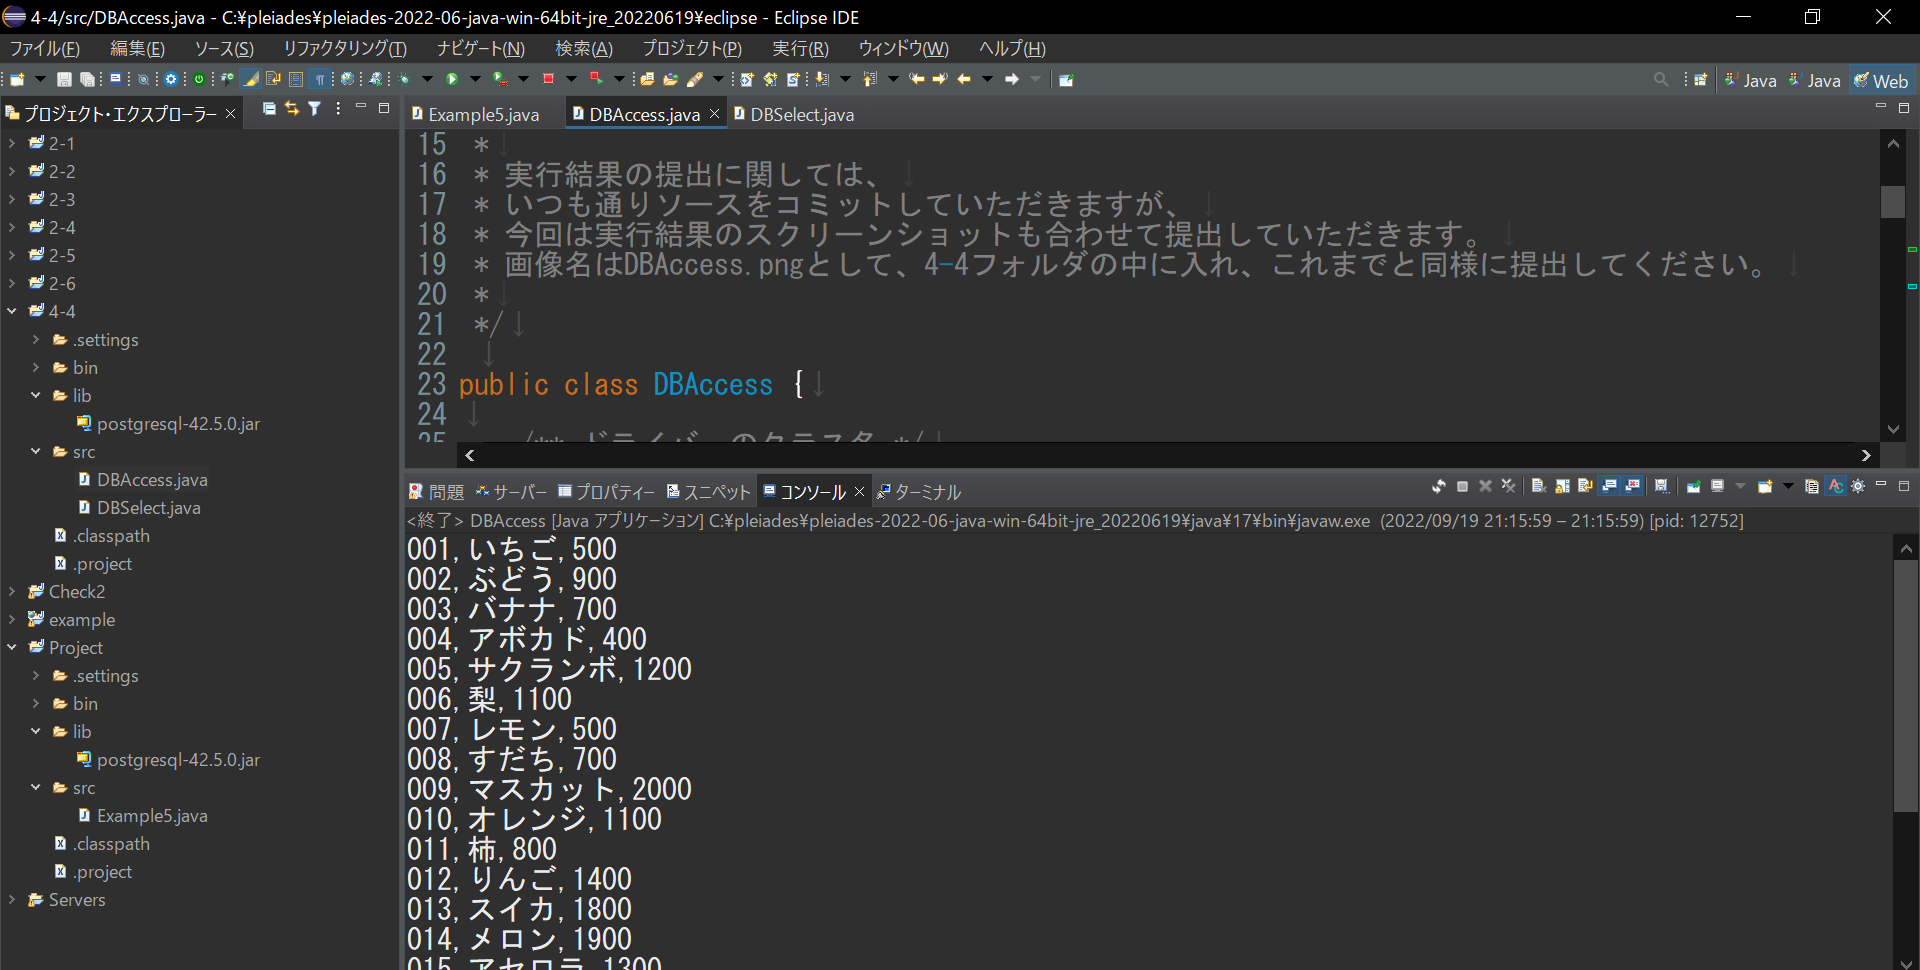 4-4/src/DBAccess.java - C:¥pleiades¥pleiades-2022-06-java-win-64bit-jre_20220619¥eclipse - Eclipse IDE
ファイル(F) 編集(E) ソース(S) リファクタリング(T) ナビゲート(N) 検索(A) プロジェクト(P) 実行(R) ウィンドウ(W) ヘルプ(H)
Java Java Web
プロジェクト・エクスプローラー
2-1
2-2
2-3
2-4
2-5
2-6
4-4
.settings
bin
lib
postgresql-42.5.0.jar
src
DBAccess.java
DBSelect.java
.classpath
.project
Check2
example
Project
.settings
bin
lib
postgresql-42.5.0.jar
src
Example5.java
.classpath
.project
Servers
Example5.java DBAccess.java DBSelect.java
15 *↓
16 * 実行結果の提出に関しては、↓
17 * いつも通りソースをコミットしていただきますが、↓
18 * 今回は実行結果のスクリーンショットも合わせて提出していただきます。↓
19 * 画像名はDBAccess.pngとして、4-4フォルダの中に入れ、これまでと同様に提出してください。↓
20 *↓
21 */↓
22 ↓
23 public class DBAccess {↓
24 ↓
25 /** ドライバーのクラス名 */↓
問題 サーバー プロパティー スニペット コンソール ターミナル
<終了> DBAccess [Java アプリケーション] C:¥pleiades¥pleiades-2022-06-java-win-64bit-jre_20220619¥java¥17¥bin¥javaw.exe (2022/09/19 21:15:59 – 21:15:59) [pid: 12752]
001,いちご,500
002,ぶどう,900
003,バナナ,700
004,アボカド,400
005,サクランボ,1200
006,梨,1100
007,レモン,500
008,すだち,700
009,マスカット,2000
010,オレンジ,1100
011,柿,800
012,りんご,1400
013,スイカ,1800
014,メロン,1900
015,アセロラ,1300